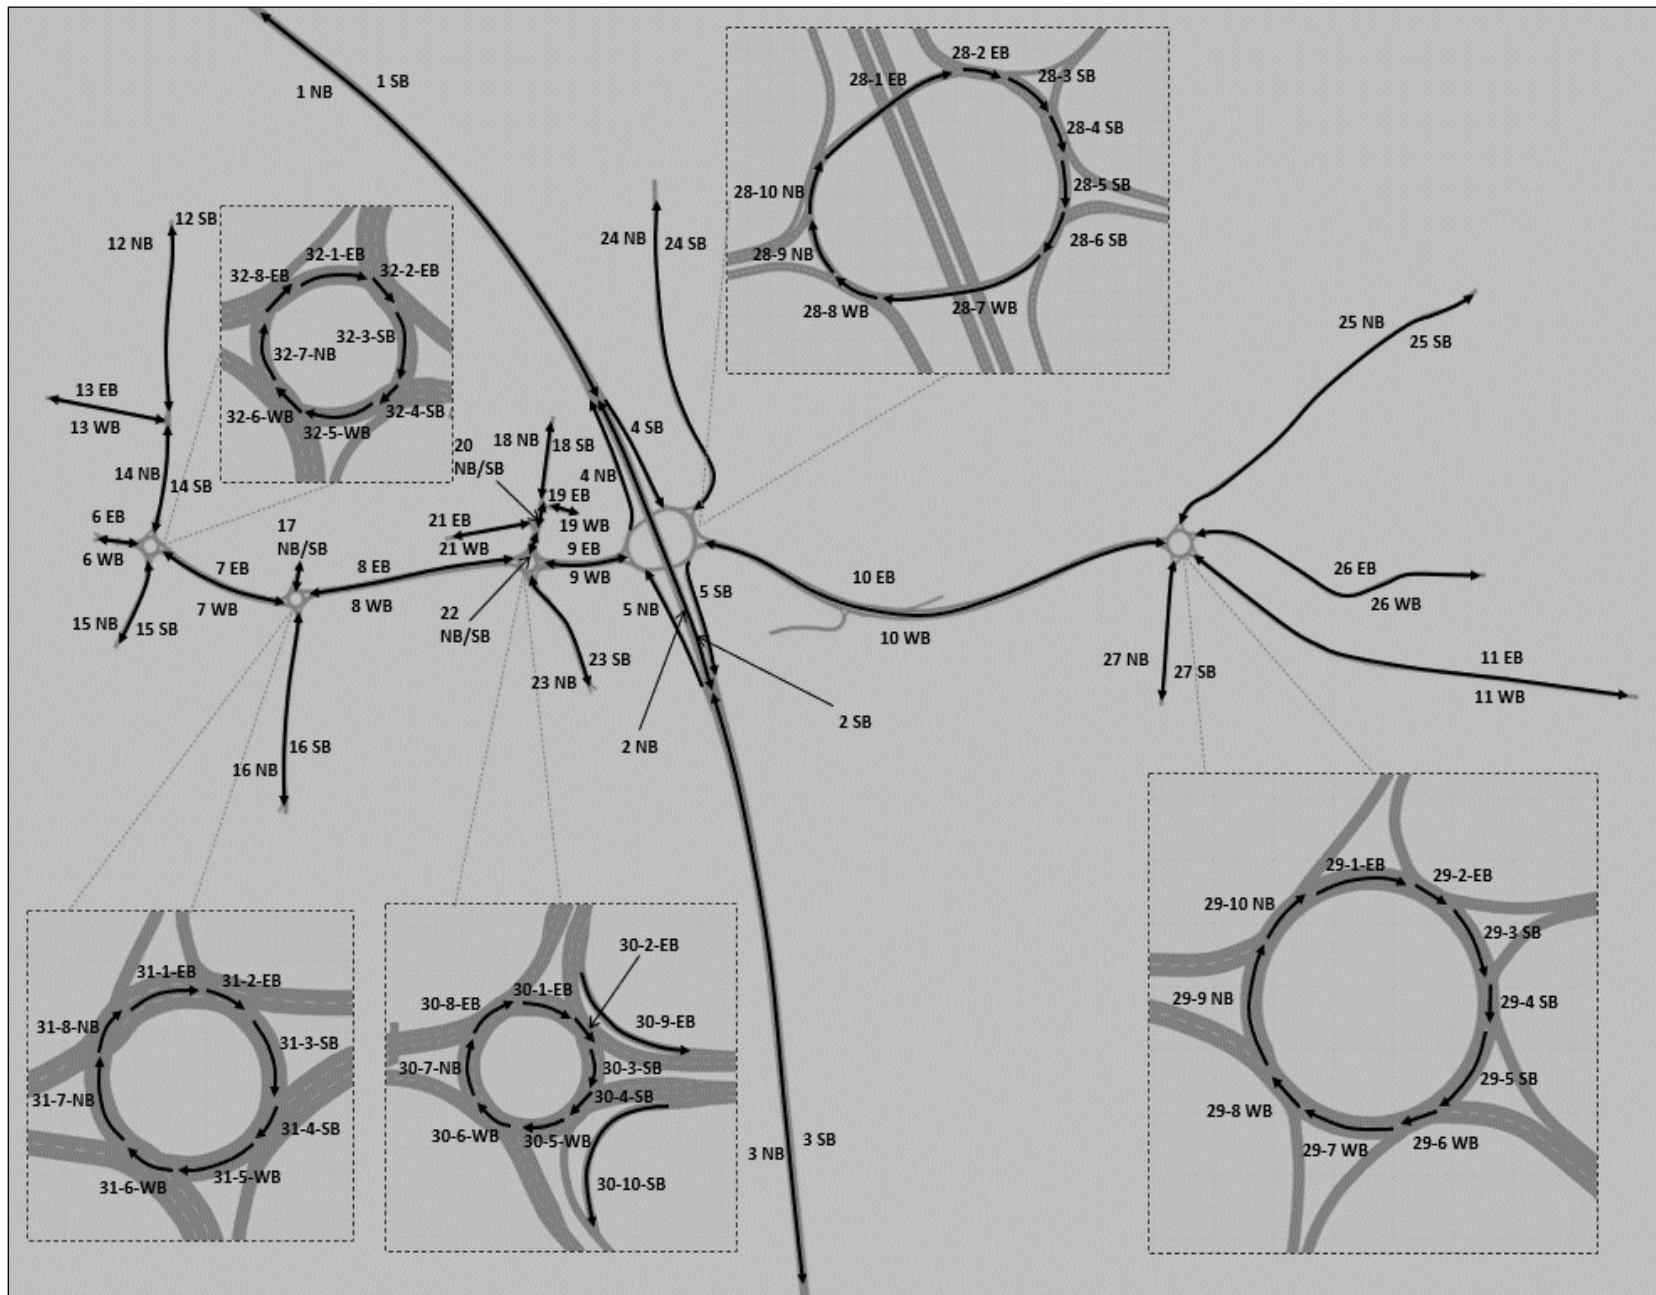 1 SB
1 NB
28-2 EB
28-1 EB
28-3 SB
28-4 SB
28-5 SB
28-10 NB
28-6 SB
28-9 NB
28-8 WB
28-7 WB
12 SB
12 NB
32-1-EB
32-8-EB
32-2-EB
32-3-SB
32-7-NB
32-6-WB
32-4-SB
32-5-WB
24 NB
24 SB
25 NB
25 SB
13 EB
13 WB
14 NB
14 SB
6 EB
6 WB
17
NB/SB
7 EB
7 WB
8 EB
8 WB
15 NB
15 SB
16 SB
16 NB
20
NB/SB
18 NB
18 SB
19 EB
19 WB
21 EB
21 WB
9 EB
9 WB
22
NB/SB
23 SB
23 NB
4 SB
4 NB
5 SB
5 NB
2 SB
2 NB
10 EB
10 WB
26 EB
26 WB
27 NB
27 SB
11 EB
11 WB
3 SB
3 NB
31-1-EB
31-2-EB
31-8-NB
31-3-SB
31-7-NB
31-4-SB
31-5-WB
31-6-WB
30-2-EB
30-1-EB
30-8-EB
30-9-EB
30-7-NB
30-3-SB
30-4-SB
30-6-WB
30-5-WB
30-10-SB
29-1-EB
29-2-EB
29-10 NB
29-3 SB
29-9 NB
29-4 SB
29-5 SB
29-8 WB
29-7 WB
29-6 WB